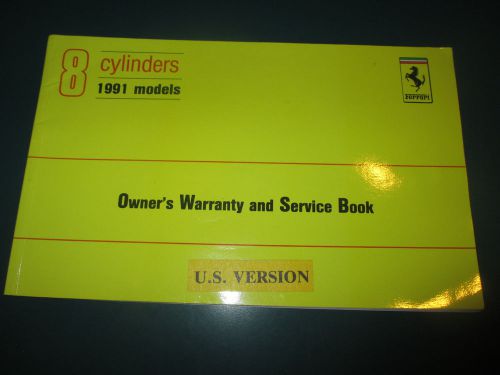 8 cylinders
1991 models
Ferrari
Owner's Warranty and Service Book
U.S. VERSION